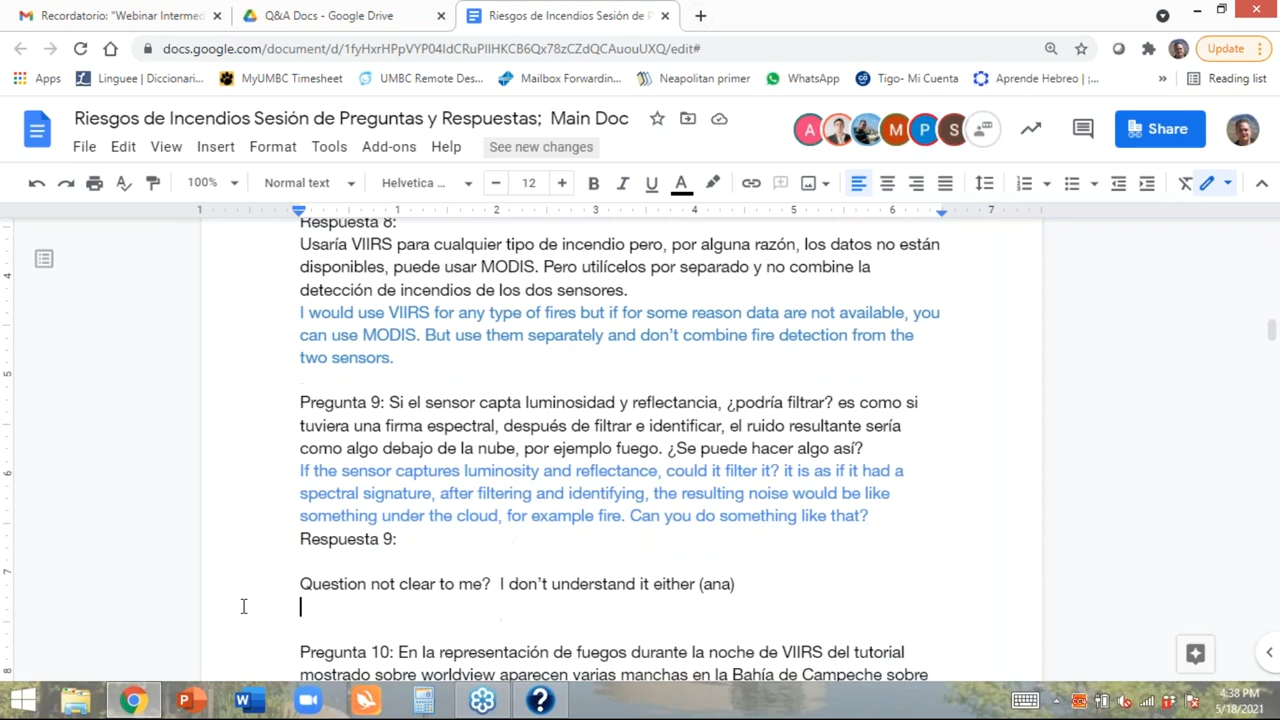 Recordatorio: "Webinar Intermed
Q&A Docs - Google Drive
Riesgos de Incendios Sesión de P
docs.google.com/document/d/1fyHxrHPpVYP04IdCRuPIIHKCB6Qx78zCZdQCAuouUXQ/edit#
Update
Apps
Linguee | Diccionari...
MyUMBC Timesheet
UMBC Remote Des...
Mailbox Forwardin...
Neapolitan primer
WhatsApp
Tigo- Mi Cuenta
Aprende Hebreo | ¡...
»
Reading list
Riesgos de Incendios Sesión de Preguntas y Respuestas;  Main Doc
A
M
P
S
Share
File Edit View Insert Format Tools Add-ons Help See new changes
100% Normal text Helvetica ... 12 B I U A
1 1 2 3 4 5 6 7
Respuesta 8:
Usaría VIIRS para cualquier tipo de incendio pero, por alguna razón, los datos no están
disponibles, puede usar MODIS. Pero utilícelos por separado y no combine la
detección de incendios de los dos sensores.
I would use VIIRS for any type of fires but if for some reason data are not available, you
can use MODIS. But use them separately and don't combine fire detection from the
two sensors.
Pregunta 9: Si el sensor capta luminosidad y reflectancia, ¿podría filtrar? es como si
tuviera una firma espectral, después de filtrar e identificar, el ruido resultante sería
como algo debajo de la nube, por ejemplo fuego. ¿Se puede hacer algo así?
If the sensor captures luminosity and reflectance, could it filter it? it is as if it had a
spectral signature, after filtering and identifying, the resulting noise would be like
something under the cloud, for example fire. Can you do something like that?
Respuesta 9:
Question not clear to me?  I don't understand it either (ana)
Pregunta 10: En la representación de fuegos durante la noche de VIIRS del tutorial
mostrado sobre worldview aparecen varias manchas en la Bahía de Campeche sobre
4
5
6
7
8
4:38 PM
5/18/2021